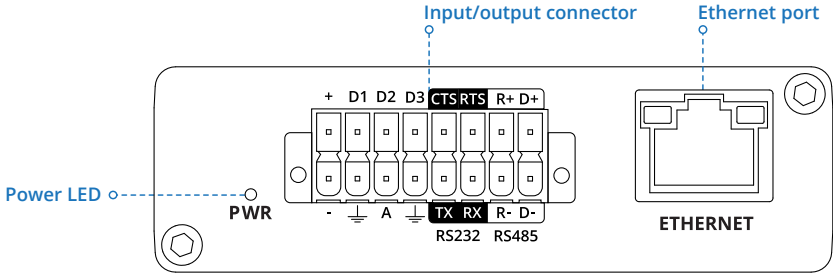 Input/output connector
Ethernet port
+ D1 D2 D3 CTS RTS R+ D+
Power LED
PWR
- A TX RX R- D-
RS232 RS485
ETHERNET